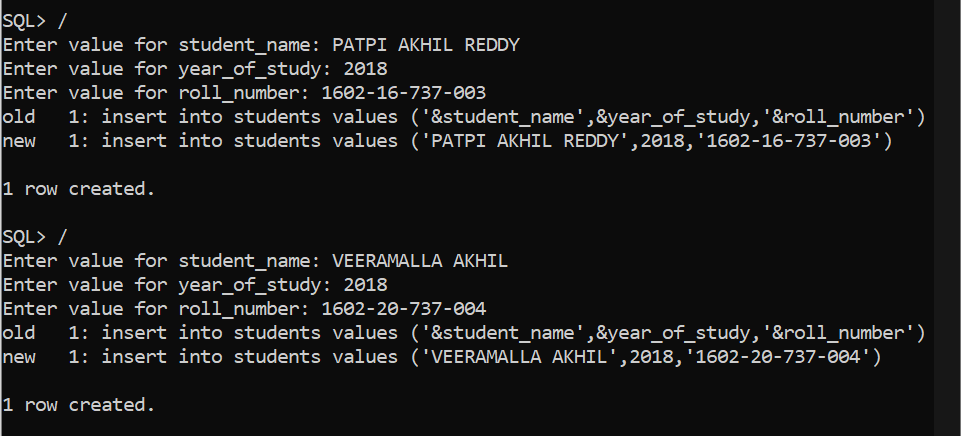 SQL> /
Enter value for student_name: PATPI AKHIL REDDY
Enter value for year_of_study: 2018
Enter value for roll_number: 1602-16-737-003
old   1: insert into students values ('&student_name',&year_of_study,'&roll_number')
new   1: insert into students values ('PATPI AKHIL REDDY',2018,'1602-16-737-003')
1 row created.
SQL> /
Enter value for student_name: VEERAMALLA AKHIL
Enter value for year_of_study: 2018
Enter value for roll_number: 1602-20-737-004
old   1: insert into students values ('&student_name',&year_of_study,'&roll_number')
new   1: insert into students values ('VEERAMALLA AKHIL',2018,'1602-20-737-004')
1 row created.